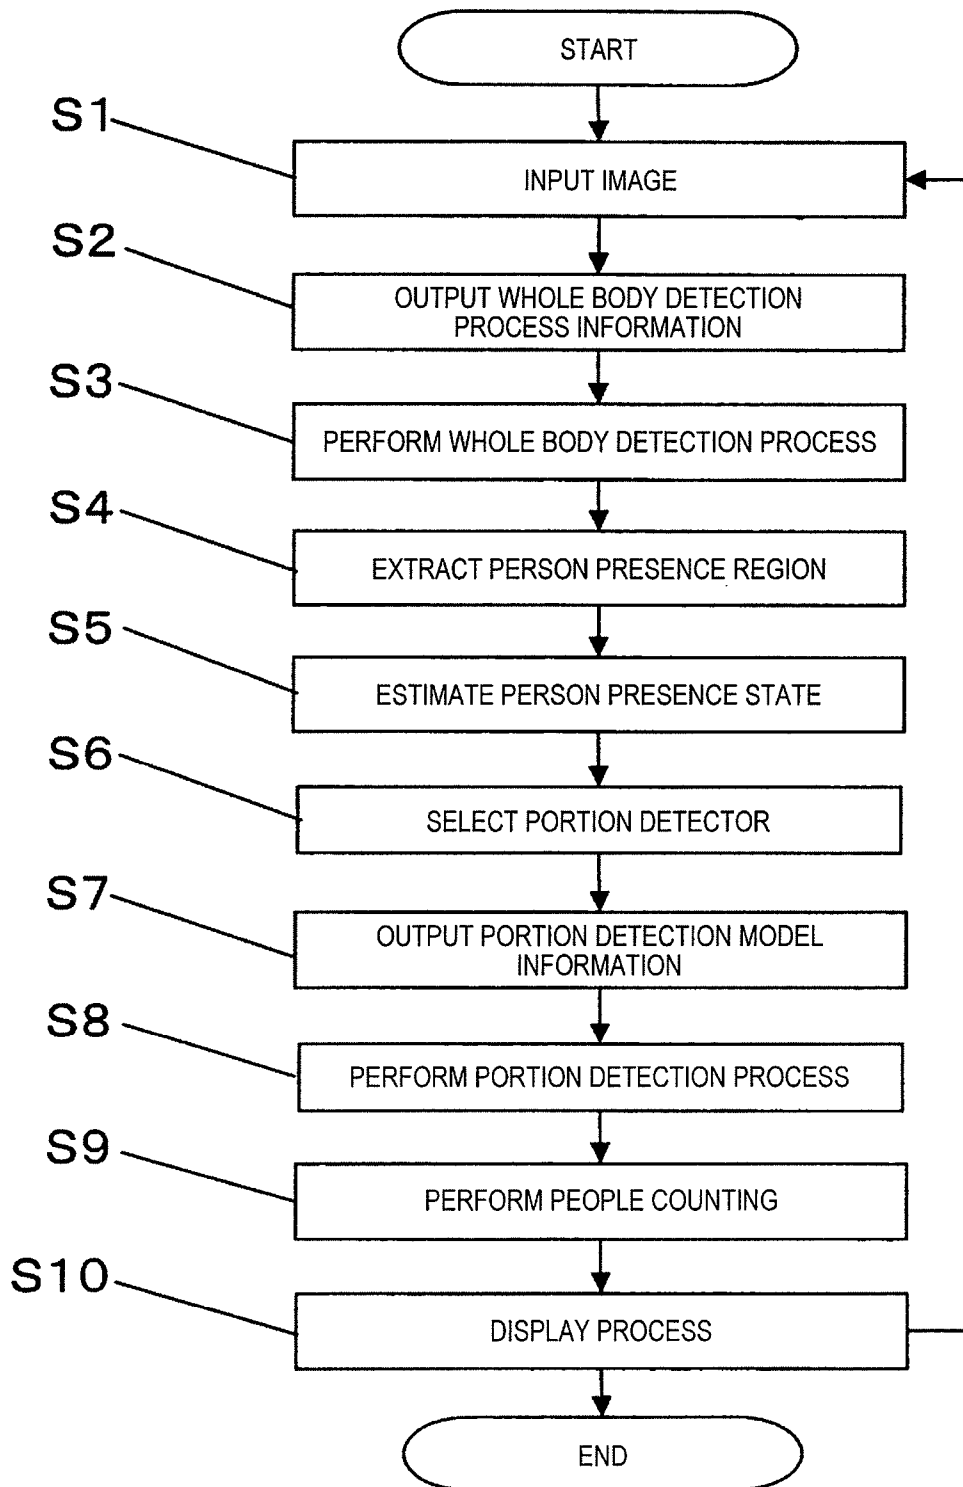 START
S1
INPUT IMAGE
S2
OUTPUT WHOLE BODY DETECTION
PROCESS INFORMATION
S3
PERFORM WHOLE BODY DETECTION PROCESS
S4
EXTRACT PERSON PRESENCE REGION
S5
ESTIMATE PERSON PRESENCE STATE
S6
SELECT PORTION DETECTOR
S7
OUTPUT PORTION DETECTION MODEL
INFORMATION
S8
PERFORM PORTION DETECTION PROCESS
S9
PERFORM PEOPLE COUNTING
S10
DISPLAY PROCESS
END